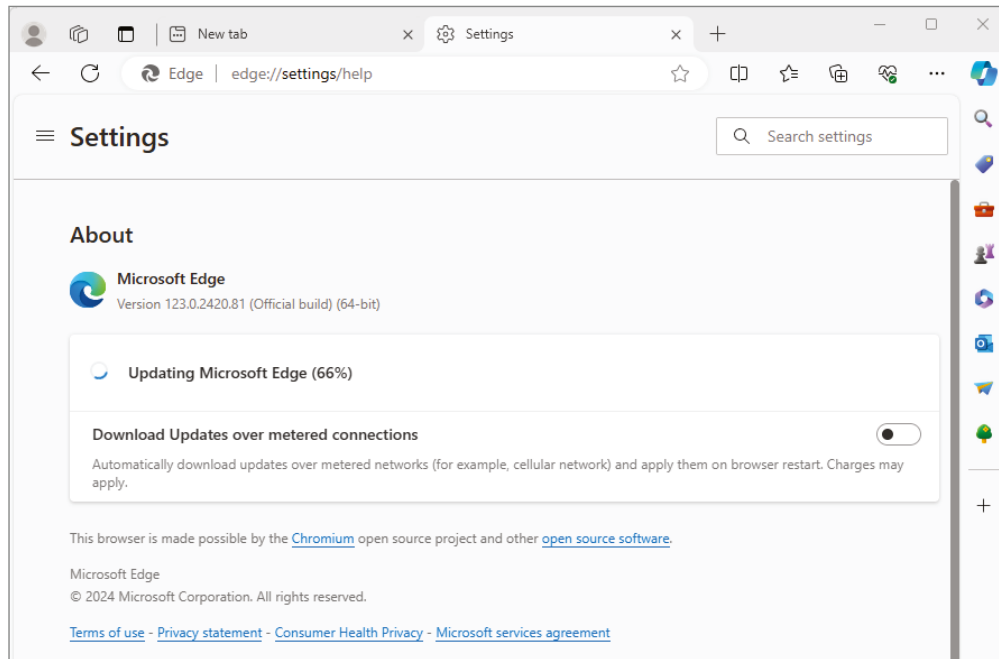 New tab
Settings
Edge | edge://settings/help
Settings
Search settings
About
Microsoft Edge
Version 123.0.2420.81 (Official build) (64-bit)
Updating Microsoft Edge (66%)
Download Updates over metered connections
Automatically download updates over metered networks (for example, cellular network) and apply them on browser restart. Charges may
apply.
This browser is made possible by the Chromium open source project and other open source software.
Microsoft Edge
© 2024 Microsoft Corporation. All rights reserved.
Terms of use - Privacy statement - Consumer Health Privacy - Microsoft services agreement